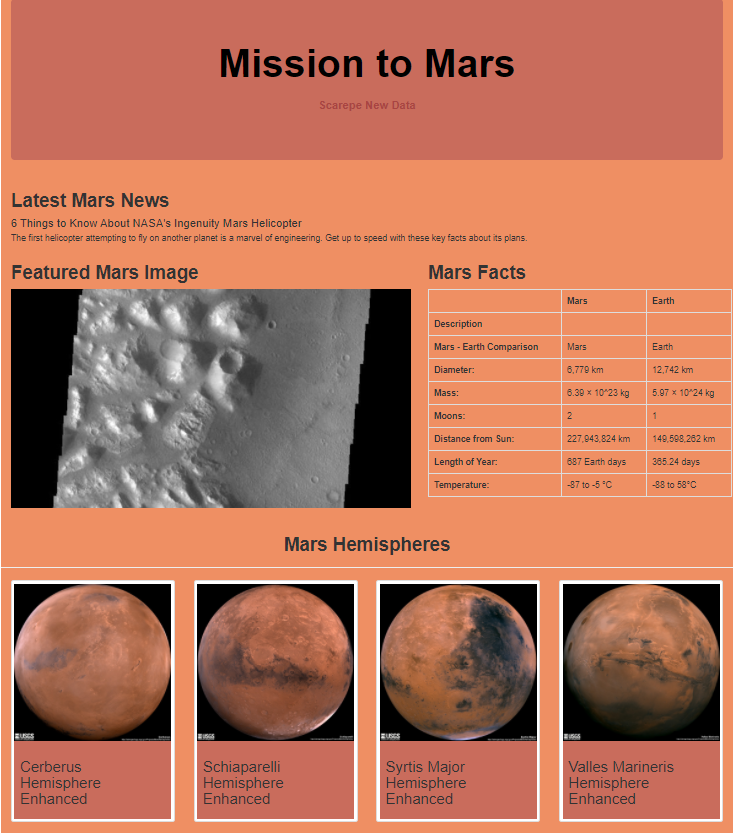 Mission to Mars
Scarepe New Data
Latest Mars News
6 Things to Know About NASA's Ingenuity Mars Helicopter
The first helicopter attempting to fly on another planet is a marvel of engineering. Get up to speed with these key facts about its plans.
Featured Mars Image
Mars Facts
Mars Earth
Description
Mars - Earth Comparison Mars Earth
Diameter: 6,779 km 12,742 km
Mass: 6.39 × 10^23 kg 5.97 × 10^24 kg
Moons: 2 1
Distance from Sun: 227,943,824 km 149,598,262 km
Length of Year: 687 Earth days 365.24 days
Temperature: -87 to -5 °C -88 to 58°C
Mars Hemispheres
USGS USGS USGS USGS
Cerberus
Hemisphere
Enhanced
Schiaparelli
Hemisphere
Enhanced
Syrtis Major
Hemisphere
Enhanced
Valles Marineris
Hemisphere
Enhanced